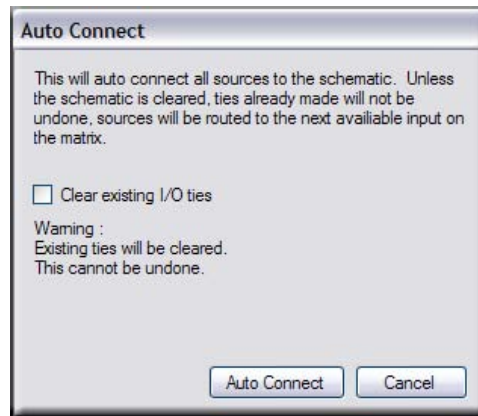 Auto Connect
This will auto connect all sources to the schematic. Unless
the schematic is cleared, ties already made will not be
undone, sources will be routed to the next availiable input on
the matrix.
Clear existing I/O ties
Warning :
Existing ties will be cleared.
This cannot be undone.
Auto Connect Cancel